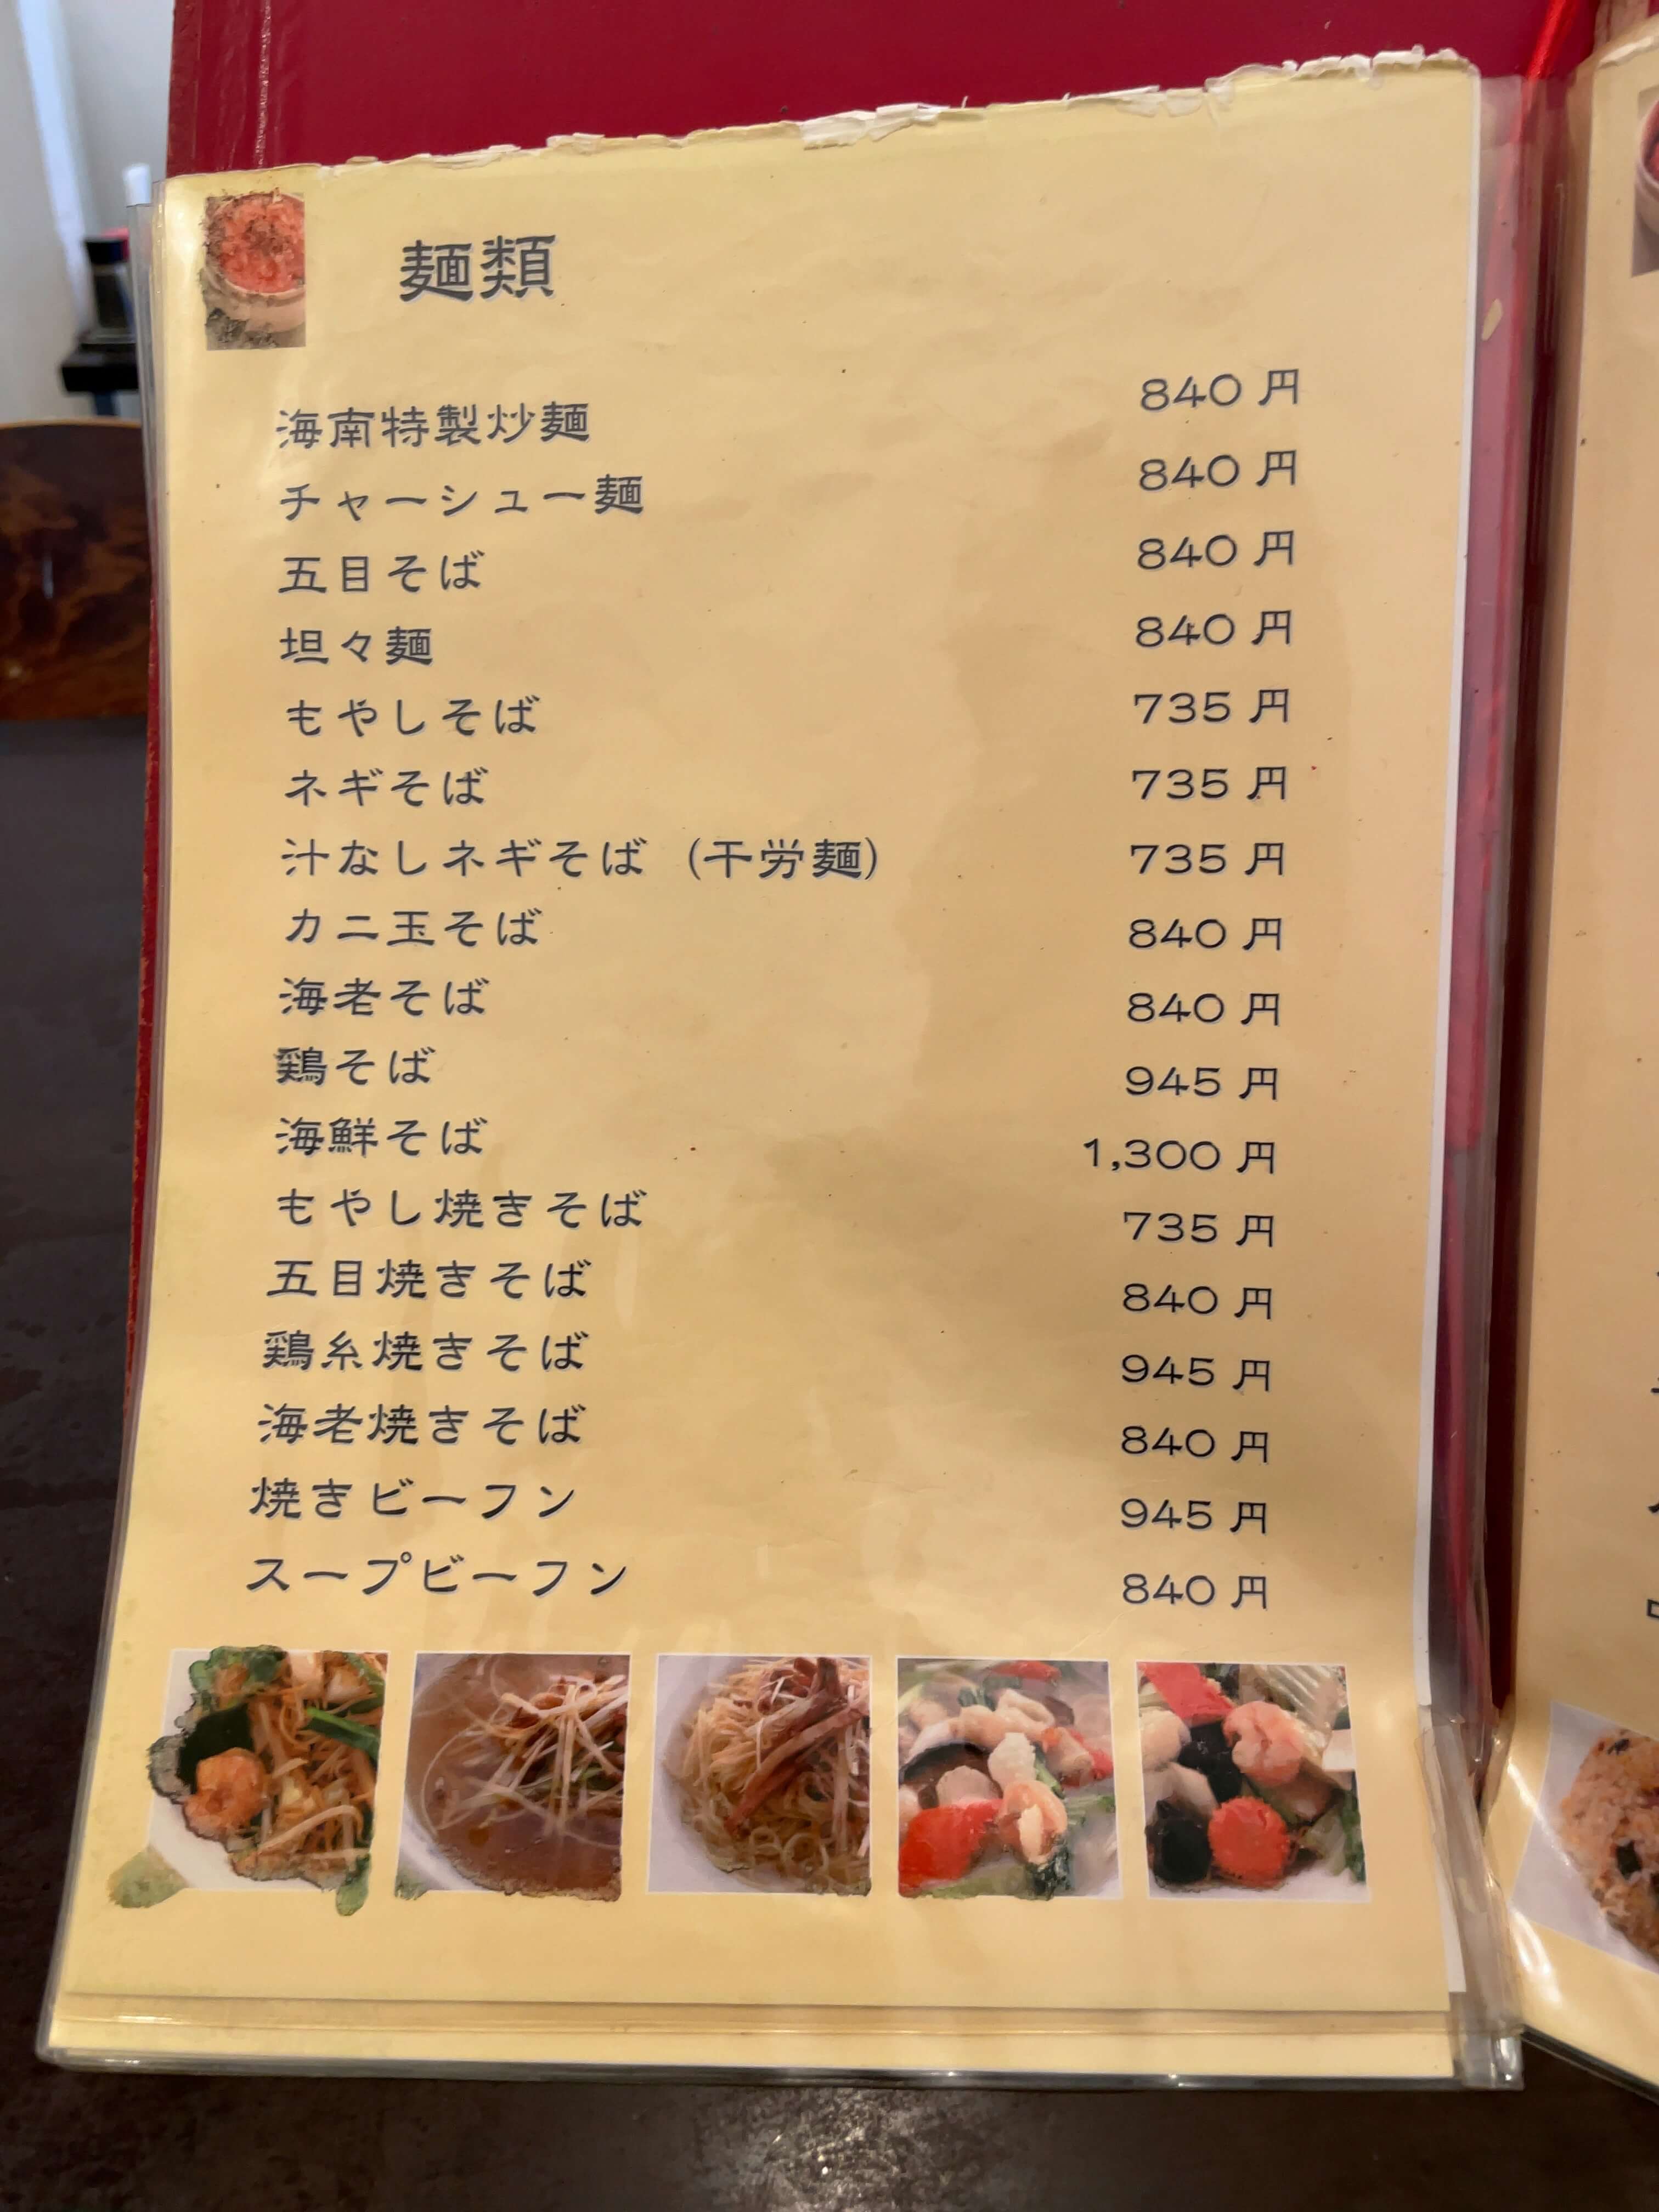 麺類
海南特製炒麺 840 円
チャーシュー麺 840 円
五目そば 840 円
坦々麺 840 円
もやしそば 735 円
ネギそば 735 円
汁なしネギそば (干労麺) 735 円
カニ玉そば 840 円
海老そば 840 円
鶏そば 945 円
海鮮そば 1,300 円
もやし焼きそば 735 円
五目焼きそば 840 円
鶏糸焼きそば 945 円
海老焼きそば 840 円
焼きビーフン 945 円
スープビーフン 840 円